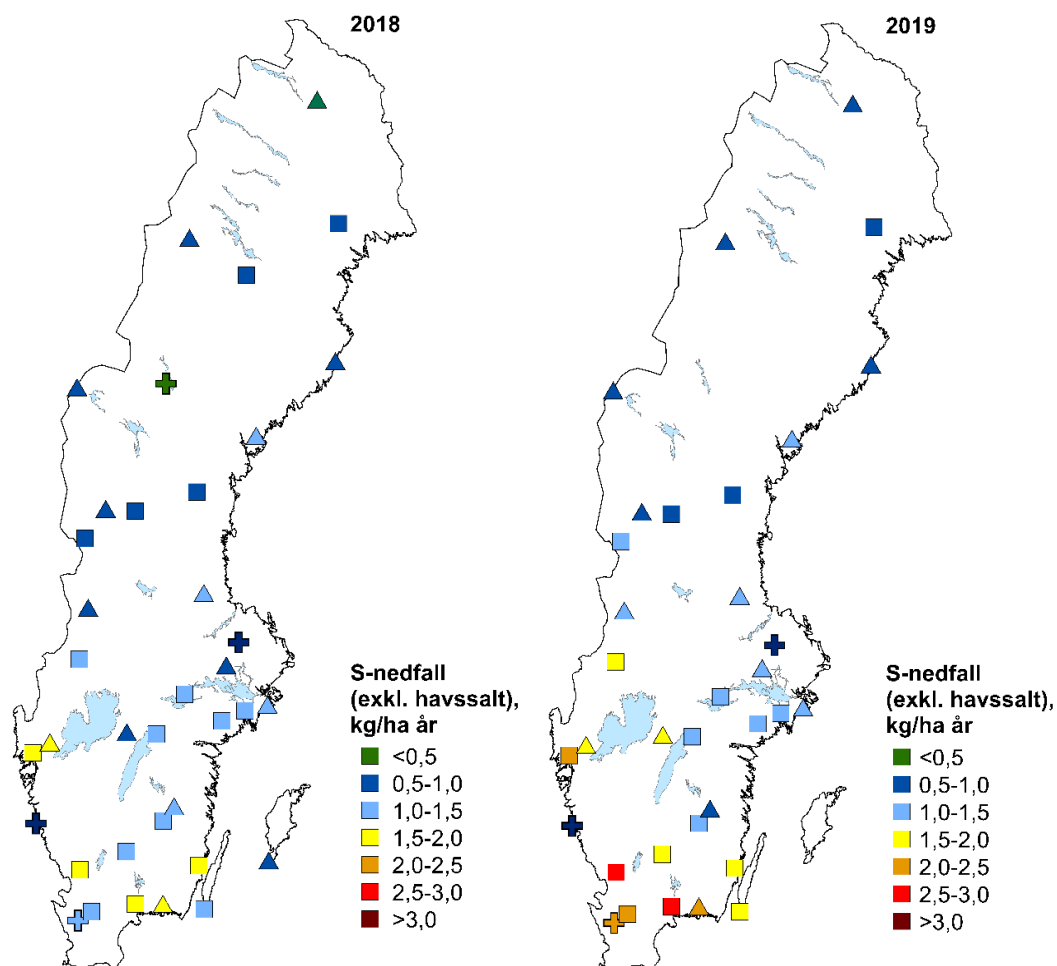 2018
S-nedfall
(exkl. havssalt),
kg/ha år
<0,5
0,5-1,0
1,0-1,5
1,5-2,0
2,0-2,5
2,5-3,0
>3,0
2019
S-nedfall
(exkl. havssalt),
kg/ha år
<0,5
0,5-1,0
1,0-1,5
1,5-2,0
2,0-2,5
2,5-3,0
>3,0